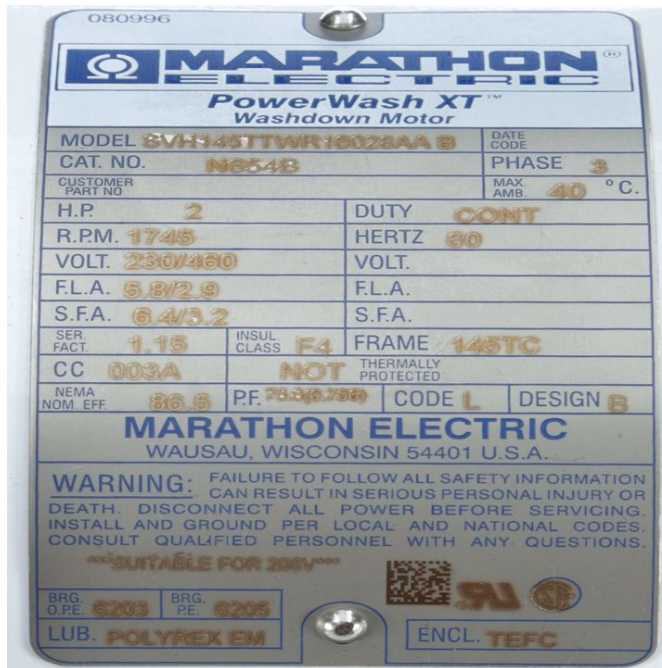 080996
MARATHON®
ELECTRIC
PowerWash XT™
Washdown Motor
MODEL SVH145TTWR16028AA B DATE CODE
CAT. NO. N654B PHASE 3
CUSTOMER PART NO. MAX. AMB. 40 °C.
H.P. 2 DUTY CONT
R.P.M. 1745 HERTZ 60
VOLT. 230/460 VOLT.
F.L.A. 5.8/2.9 F.L.A.
S.F.A. 6.4/3.2 S.F.A.
SER. FACT. 1.15 INSUL CLASS F4 FRAME 145TC
CC 003A NOT THERMALLY PROTECTED
NEMA NOM. EFF. 86.5 P.F. CODE L DESIGN B
MARATHON ELECTRIC
WAUSAU, WISCONSIN 54401 U.S.A.
WARNING: FAILURE TO FOLLOW ALL SAFETY INFORMATION
CAN RESULT IN SERIOUS PERSONAL INJURY OR
DEATH. DISCONNECT ALL POWER BEFORE SERVICING.
INSTALL AND GROUND PER LOCAL AND NATIONAL CODES.
CONSULT QUALIFIED PERSONNEL WITH ANY QUESTIONS.
***SUITABLE FOR 208V***
BRG. O.P.E. 6203 BRG. P.E. 6205
LUB. POLYREX EM ENCL. TEFC